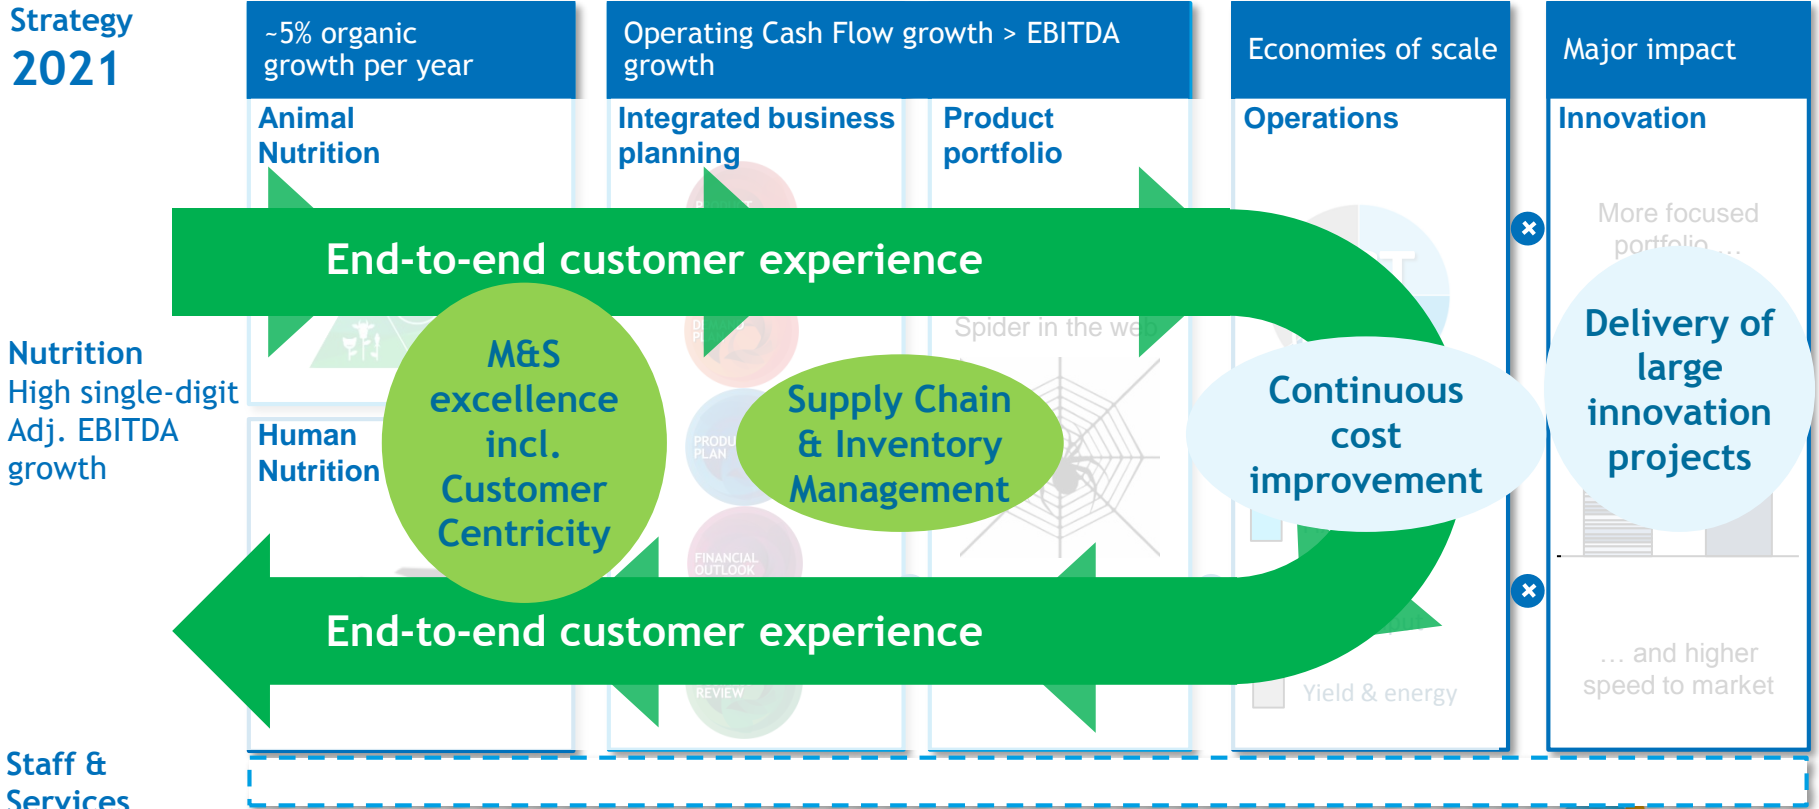 Strategy
2021
~5% organic
growth per year
Operating Cash Flow growth > EBITDA
growth
Economies of scale
Major impact
Animal
Nutrition
Integrated business
planning
Product
portfolio
Operations
Innovation
More focused
portfolio ...
End-to-end customer experience
Spider in the web
Nutrition
High single-digit
Adj. EBITDA
growth
M&S
excellence
incl.
Customer
Centricity
Supply Chain
& Inventory
Management
Continuous
cost
improvement
Delivery of
large
innovation
projects
Human
Nutrition
PLAN
FINANCIAL
OUTLOOK
End-to-end customer experience
REVIEW
Yield & energy
... and higher
speed to market
Staff &
Services